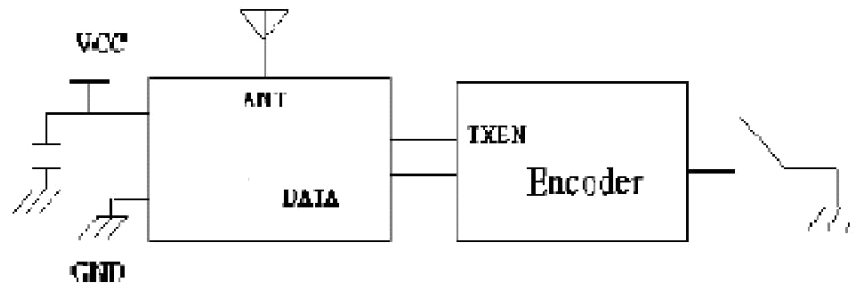 VCC
ANT
TXEN
Encoder
DATA
GND